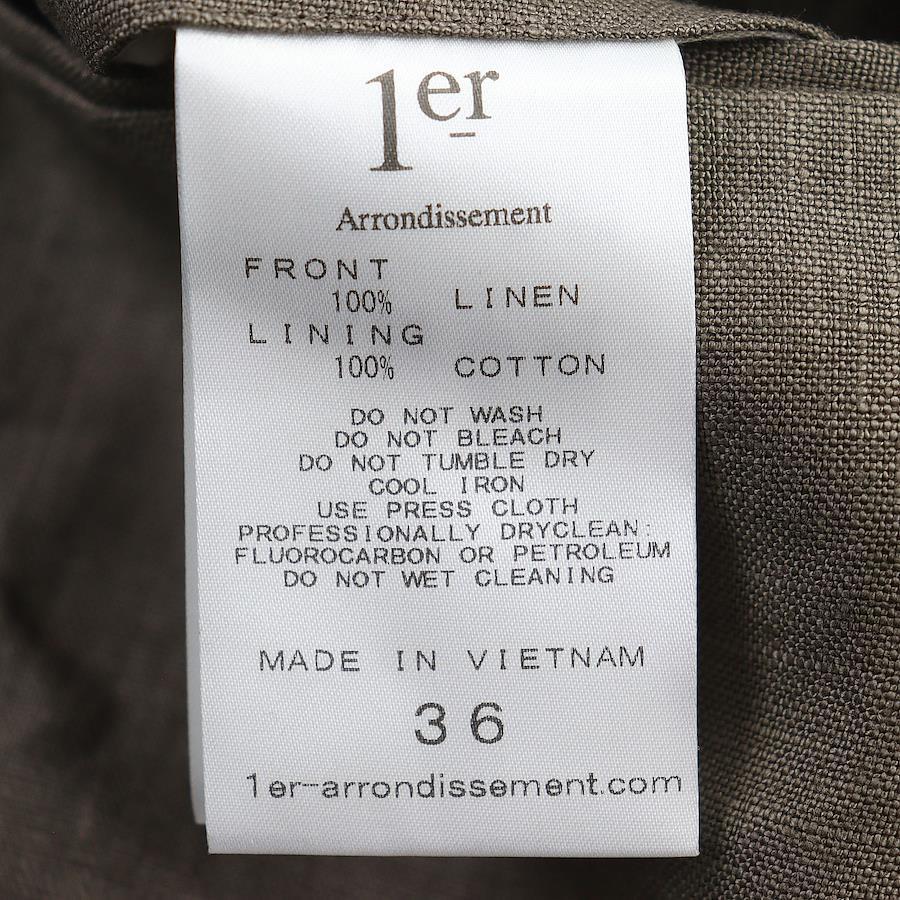 1er
Arrondissement
FRONT
100% LINEN
LINING
100% COTTON
DO NOT WASH
DO NOT BLEACH
DO NOT TUMBLE DRY
COOL IRON
USE PRESS CLOTH
PROFESSIONALLY DRYCLEAN:
FLUOROCARBON OR PETROLEUM
DO NOT WET CLEANING
MADE IN VIETNAM
36
1er-arrondissement.com